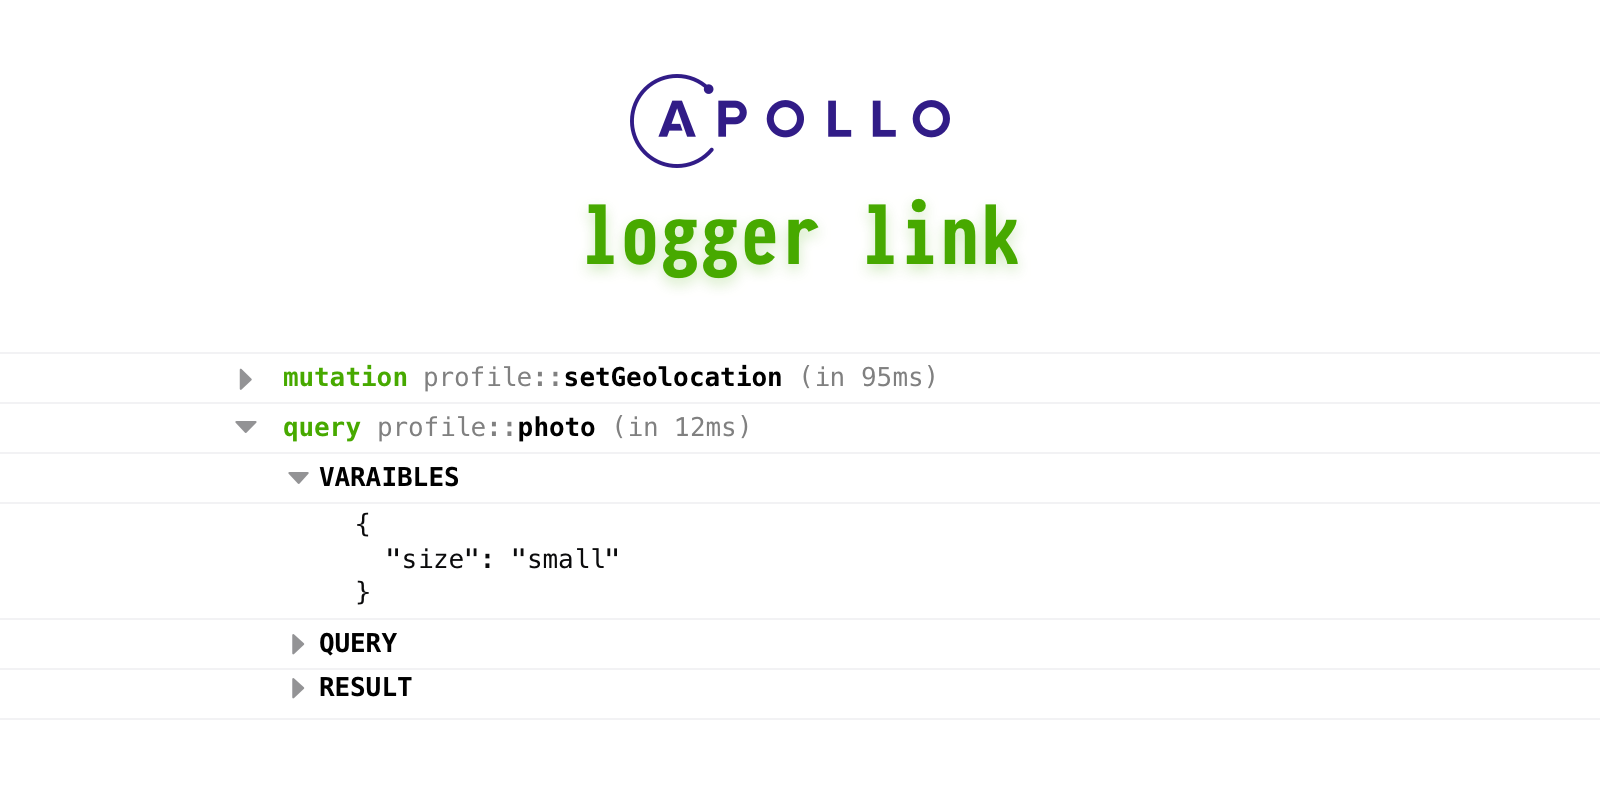 APOLLO
logger link
mutation profile::setGeolocation (in 95ms)
query profile::photo (in 12ms)
VARAIBLES
{
"size": "small"
}
QUERY
RESULT